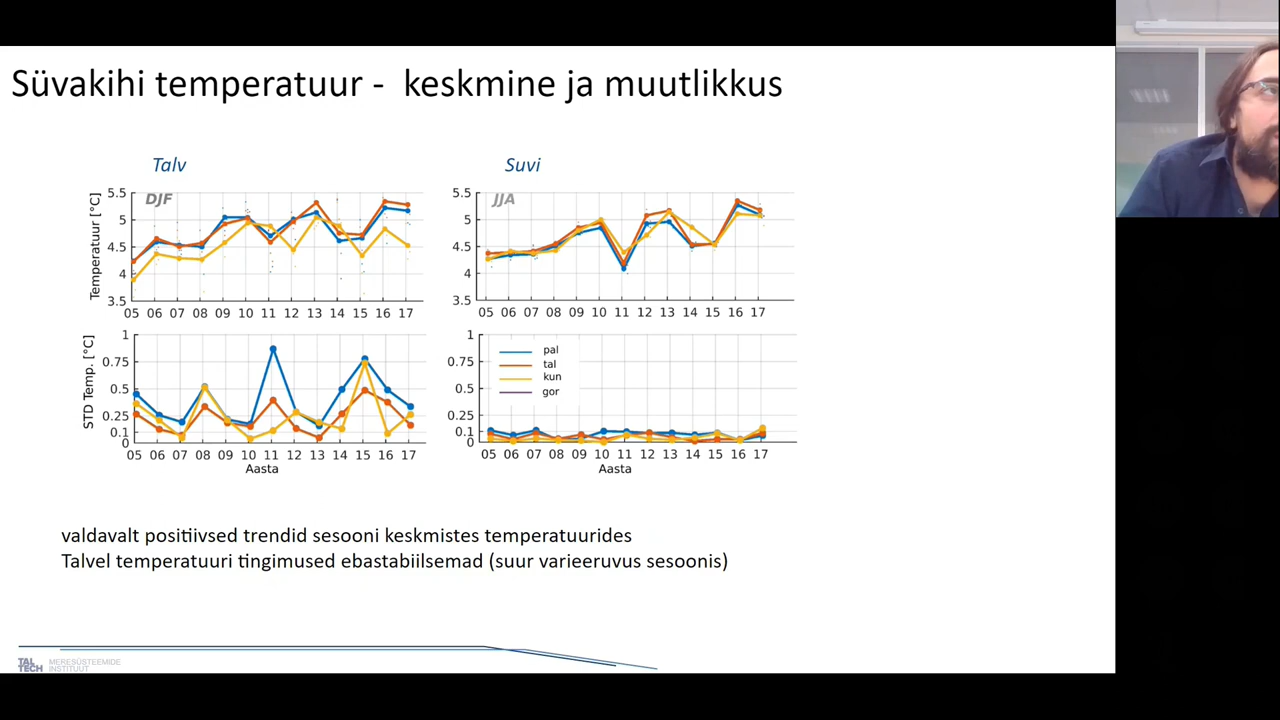 Süvakihi temperatuur - keskmine ja muutlikkus
Talv
Suvi
DJF
JJA
Temperatuur [°C]
5.5
5
4.5
4
3.5
05 06 07 08 09 10 11 12 13 14 15 16 17
5.5
5
4.5
4
3.5
05 06 07 08 09 10 11 12 13 14 15 16 17
STD Temp. [°C]
1
0.75
0.5
0.25
0.1
0
05 06 07 08 09 10 11 12 13 14 15 16 17
Aasta
1
0.75
0.5
0.25
0.1
0
pal
tal
kun
gor
05 06 07 08 09 10 11 12 13 14 15 16 17
Aasta
valdavalt positiivsed trendid sesooni keskmistes temperatuurides
Talvel temperatuuri tingimused ebastabiilsemad (suur varieeruvus sesoonis)
TAL
TECH
MERESÜSTEEMIDE
INSTITUUT